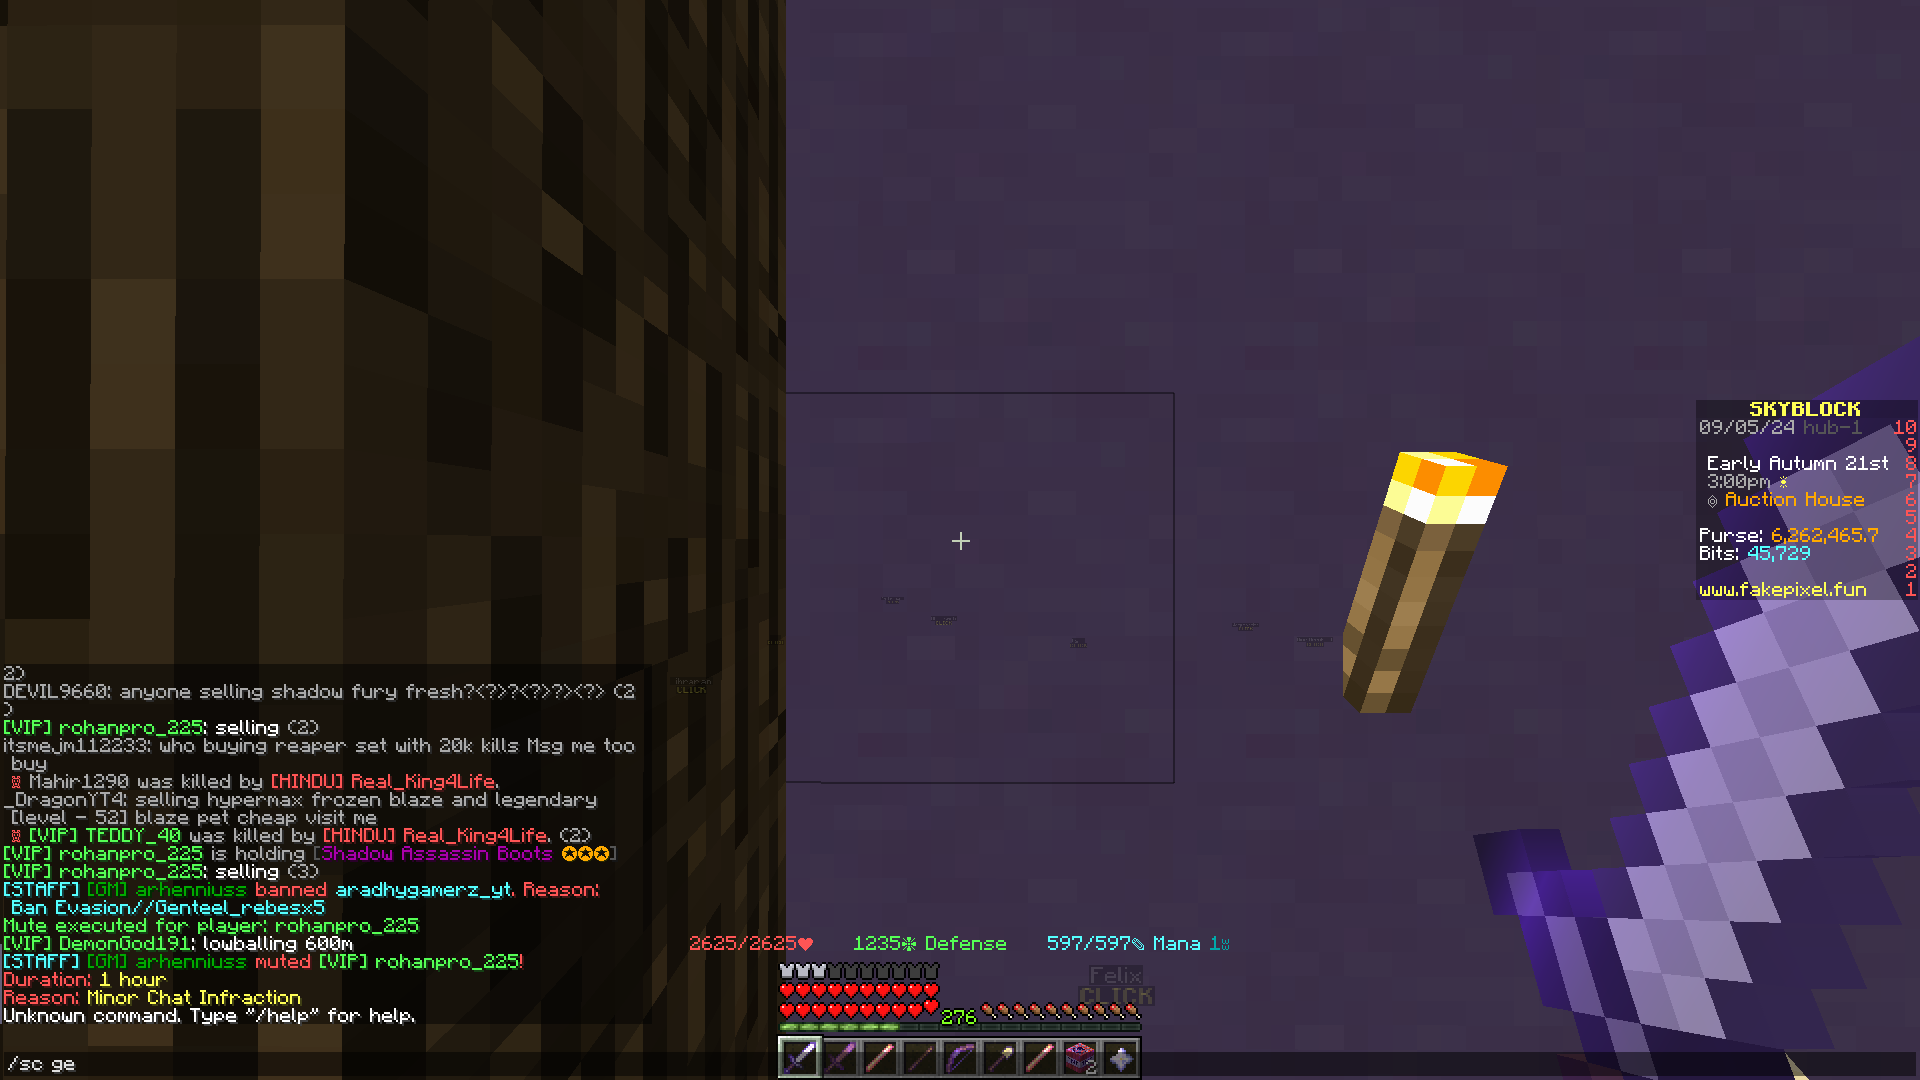 SKYBLOCK
09/05/24 hub-1 10
9
Early Autumn 21st 8
3:00pm ☀ 7
Auction House 6
5
Purse: 6,262,465.7 4
Bits: 45,729 3
2
www.fakepixel.fun 1
2)
DEVIL9660: anyone selling shadow fury fresh?<?>?<?>?><?> (2
)
[VIP] rohanpro_225: selling (2)
itsmejm112233: who buying reaper set with 20k kills Msg me too
buy
☠ Mahir1290 was killed by [HINDU] Real_King4Life.
_DragonYT4: selling hypermax frozen blaze and legendary
[level - 52] blaze pet cheap visit me
☠ [VIP] TEDDY_40 was killed by [HINDU] Real_King4Life. (2)
[VIP] rohanpro_225 is holding [Shadow Assassin Boots ✪✪✪]
[VIP] rohanpro_225: selling (3)
[STAFF] [GM] arhenniuss banned aradhygamerz_yt. Reason:
Ban Evasion//Genteel_rebesx5
Mute executed for player: rohanpro_225
[VIP] DemonGod191: lowballing 600m
[STAFF] [GM] arhenniuss muted [VIP] rohanpro_225!
Duration: 1 hour
Reason: Minor Chat Infraction
Unknown command. Type "/help" for help.
/sc ge
2625/2625❤ 1235❈ Defense 597/597✎ Mana 1
Felix
CLICK
CLICK
276
2